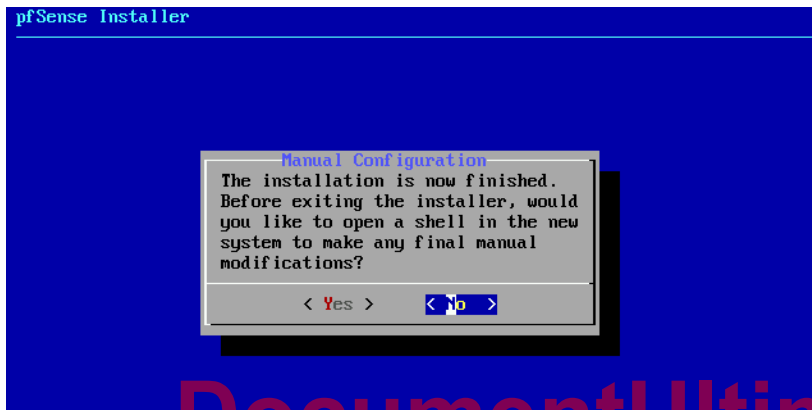 pfSense Installer
Manual Configuration
The installation is now finished.
Before exiting the installer, would
you like to open a shell in the new
system to make any final manual
modifications?
< Yes > < No >